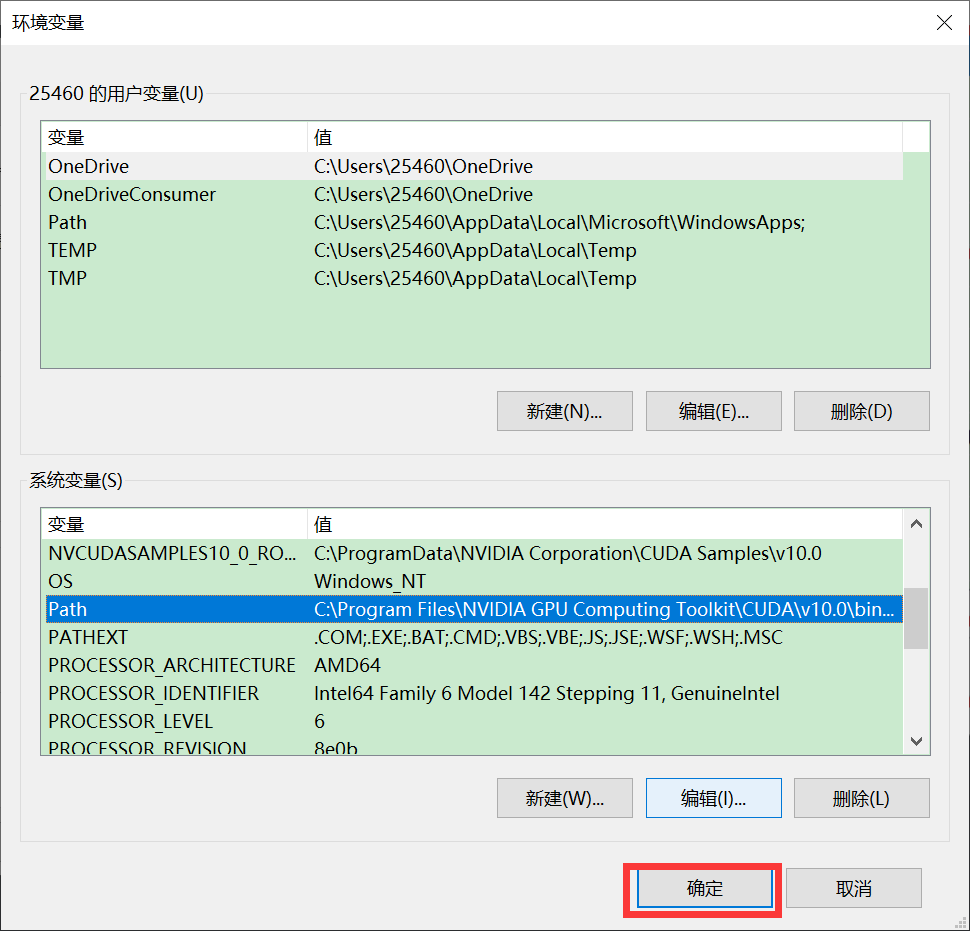 环境变量
25460 的用户变量(U)
变量 值
OneDrive C:\Users\25460\OneDrive
OneDriveConsumer C:\Users\25460\OneDrive
Path C:\Users\25460\AppData\Local\Microsoft\WindowsApps;
TEMP C:\Users\25460\AppData\Local\Temp
TMP C:\Users\25460\AppData\Local\Temp
新建(N)... 编辑(E)... 删除(D)
系统变量(S)
变量 值
NVCUDASAMPLES10_0_RO... C:\ProgramData\NVIDIA Corporation\CUDA Samples\v10.0
OS Windows_NT
Path C:\Program Files\NVIDIA GPU Computing Toolkit\CUDA\v10.0\bin...
PATHEXT .COM;.EXE;.BAT;.CMD;.VBS;.VBE;.JS;.JSE;.WSF;.WSH;.MSC
PROCESSOR_ARCHITECTURE AMD64
PROCESSOR_IDENTIFIER Intel64 Family 6 Model 142 Stepping 11, GenuineIntel
PROCESSOR_LEVEL 6
PROCESSOR_REVISION 8e0b
新建(W)... 编辑(I)... 删除(L)
确定 取消